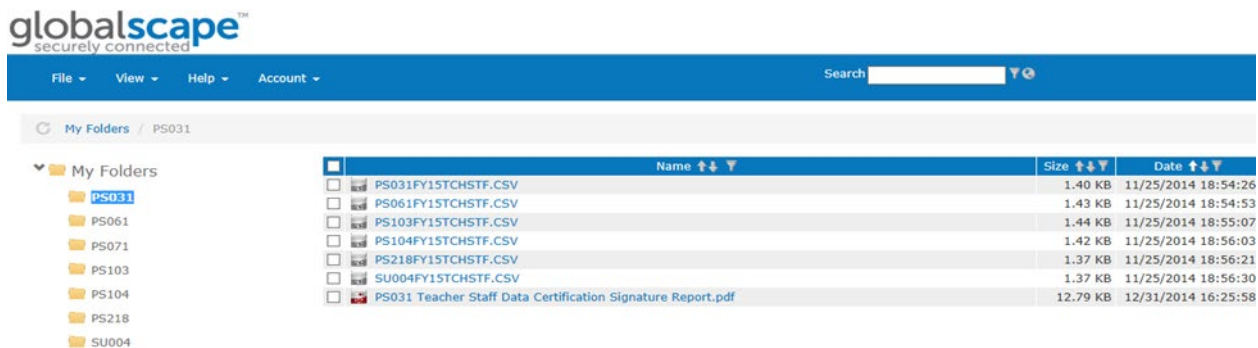 globalscape™
securely connected
File View Help Account Search
My Folders / PS031
My Folders
PS031
PS061
PS071
PS103
PS104
PS218
SU004
Name Size Date
PS031FY15TCHSTF.CSV 1.40 KB 11/25/2014 18:54:26
PS061FY15TCHSTF.CSV 1.43 KB 11/25/2014 18:54:53
PS103FY15TCHSTF.CSV 1.44 KB 11/25/2014 18:55:07
PS104FY15TCHSTF.CSV 1.42 KB 11/25/2014 18:56:03
PS218FY15TCHSTF.CSV 1.37 KB 11/25/2014 18:56:21
SU004FY15TCHSTF.CSV 1.37 KB 11/25/2014 18:56:30
PS031 Teacher Staff Data Certification Signature Report.pdf 12.79 KB 12/31/2014 16:25:58